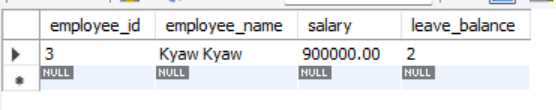 employee_id employee_name salary leave_balance
3 Kyaw Kyaw 900000.00 2
NULL NULL NULL NULL